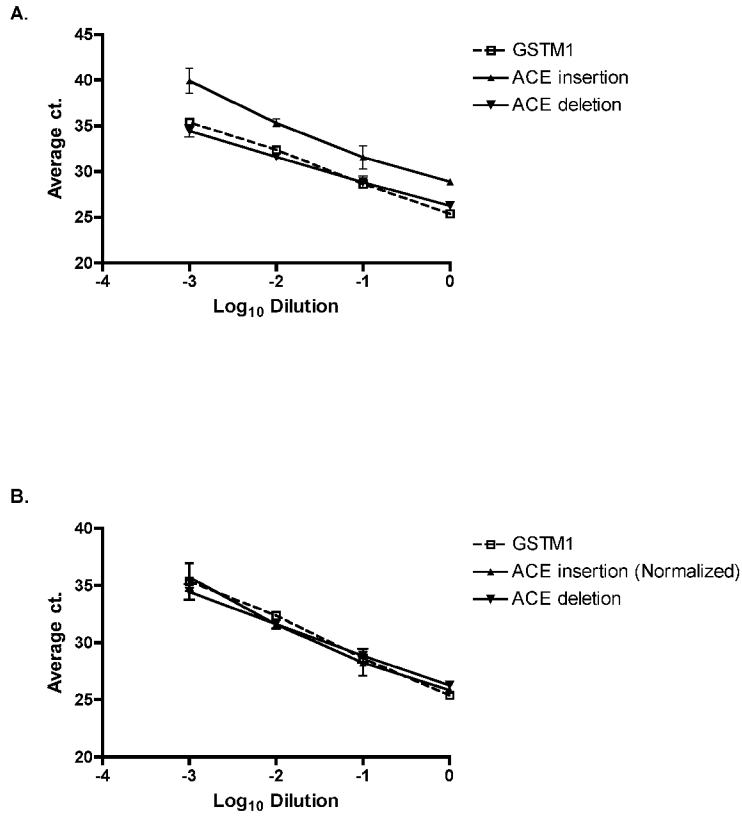 A.
45
40
35
30
25
20
Average ct.
-4 -3 -2 -1 0
Log10 Dilution
GSTM1
ACE insertion
ACE deletion
B.
40
35
30
25
20
Average ct.
-4 -3 -2 -1 0
Log10 Dilution
GSTM1
ACE insertion (Normalized)
ACE deletion